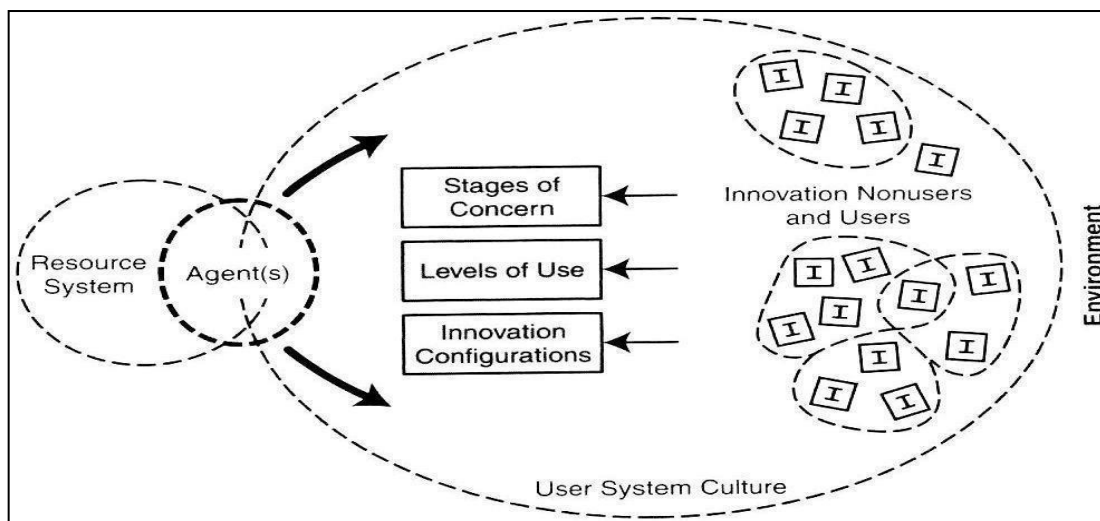 I
I
I
I
I
Stages of
Concern
Innovation Nonusers
and Users
Resource
System
Agent(s)
Levels of Use
Innovation
Configurations
I
I
I
I
I
I
I
I
I
I
Environment
User System Culture